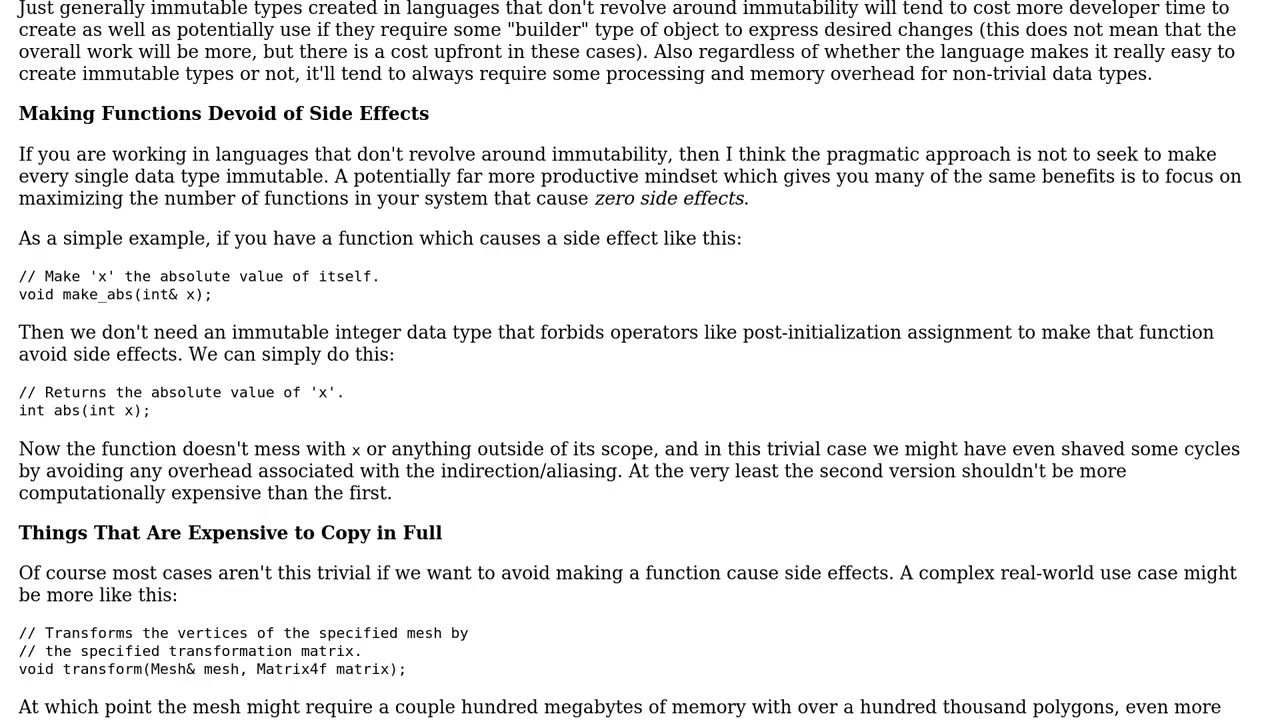 Just generally immutable types created in languages that don't revolve around immutability will tend to cost more developer time to
create as well as potentially use if they require some "builder" type of object to express desired changes (this does not mean that the
overall work will be more, but there is a cost upfront in these cases). Also regardless of whether the language makes it really easy to
create immutable types or not, it'll tend to always require some processing and memory overhead for non-trivial data types.
Making Functions Devoid of Side Effects
If you are working in languages that don't revolve around immutability, then I think the pragmatic approach is not to seek to make
every single data type immutable. A potentially far more productive mindset which gives you many of the same benefits is to focus on
maximizing the number of functions in your system that cause zero side effects.
As a simple example, if you have a function which causes a side effect like this:
// Make 'x' the absolute value of itself.
void make_abs(int& x);
Then we don't need an immutable integer data type that forbids operators like post-initialization assignment to make that function
avoid side effects. We can simply do this:
// Returns the absolute value of 'x'.
int abs(int x);
Now the function doesn't mess with x or anything outside of its scope, and in this trivial case we might have even shaved some cycles
by avoiding any overhead associated with the indirection/aliasing. At the very least the second version shouldn't be more
computationally expensive than the first.
Things That Are Expensive to Copy in Full
Of course most cases aren't this trivial if we want to avoid making a function cause side effects. A complex real-world use case might
be more like this:
// Transforms the vertices of the specified mesh by
// the specified transformation matrix.
void transform(Mesh& mesh, Matrix4f matrix);
At which point the mesh might require a couple hundred megabytes of memory with over a hundred thousand polygons, even more